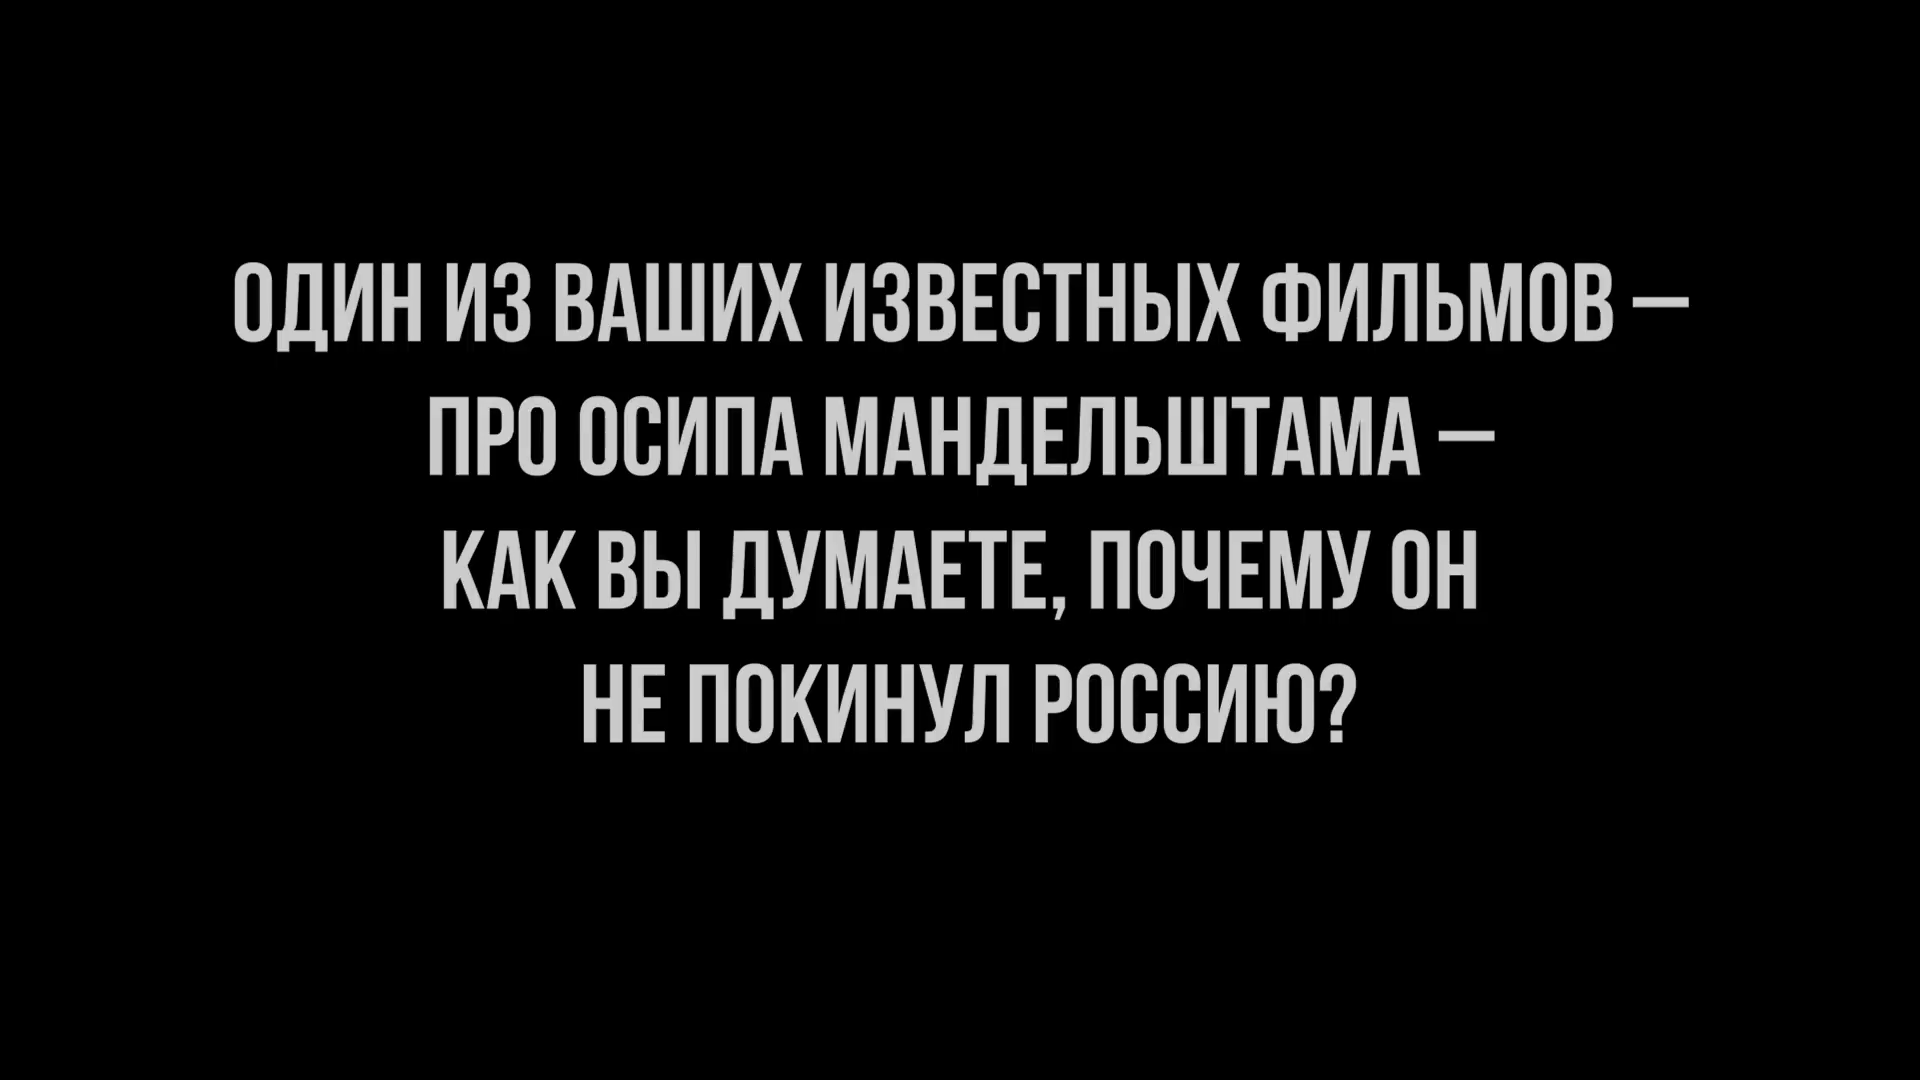 ОДИН ИЗ ВАШИХ ИЗВЕСТНЫХ ФИЛЬМОВ –
ПРО ОСИПА МАНДЕЛЬШТАМА –
КАК ВЫ ДУМАЕТЕ, ПОЧЕМУ ОН
НЕ ПОКИНУЛ РОССИЮ?